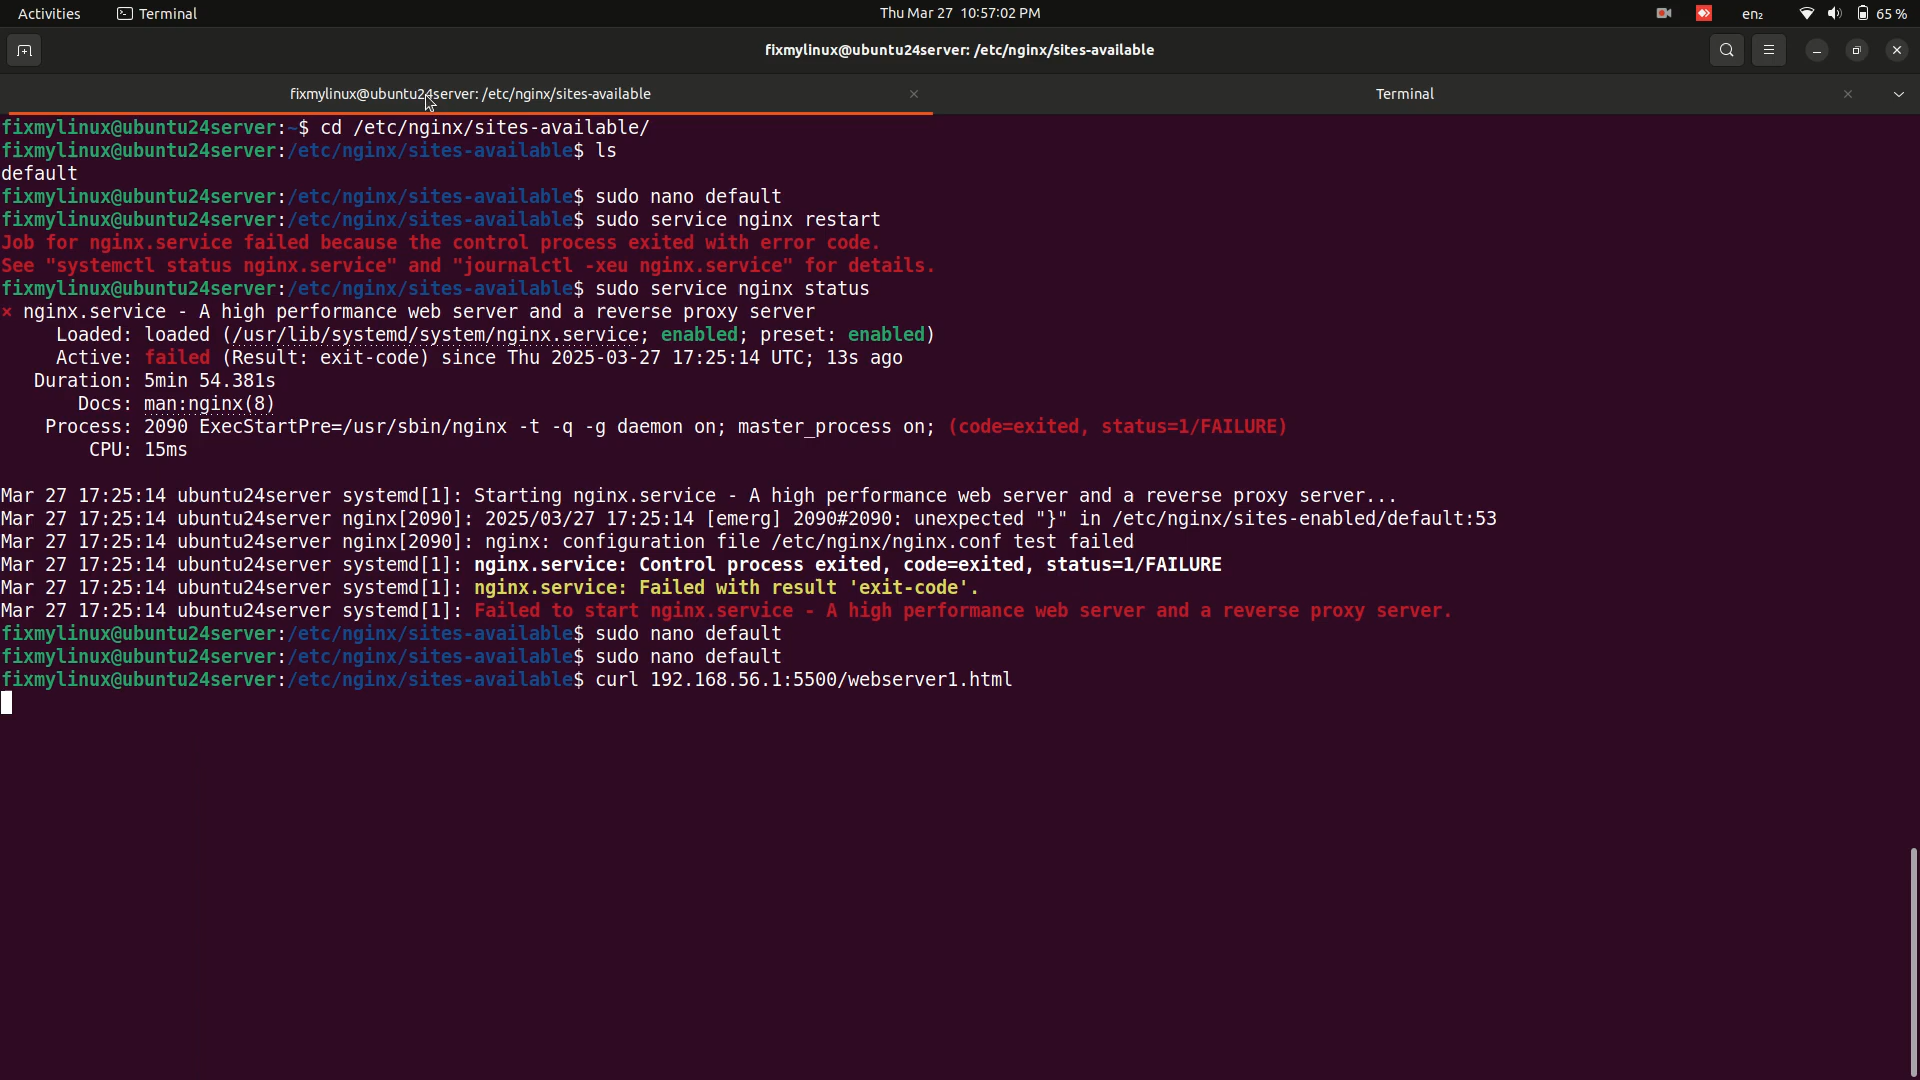 Activities Terminal Thu Mar 27 10:57:02 PM en₂ 65 %
fixmylinux@ubuntu24server: /etc/nginx/sites-available
fixmylinux@ubuntu24server: /etc/nginx/sites-available Terminal
fixmylinux@ubuntu24server:~$ cd /etc/nginx/sites-available/
fixmylinux@ubuntu24server:/etc/nginx/sites-available$ ls
default
fixmylinux@ubuntu24server:/etc/nginx/sites-available$ sudo nano default
fixmylinux@ubuntu24server:/etc/nginx/sites-available$ sudo service nginx restart
Job for nginx.service failed because the control process exited with error code.
See "systemctl status nginx.service" and "journalctl -xeu nginx.service" for details.
fixmylinux@ubuntu24server:/etc/nginx/sites-available$ sudo service nginx status
× nginx.service - A high performance web server and a reverse proxy server
     Loaded: loaded (/usr/lib/systemd/system/nginx.service; enabled; preset: enabled)
     Active: failed (Result: exit-code) since Thu 2025-03-27 17:25:14 UTC; 13s ago
   Duration: 5min 54.381s
       Docs: man:nginx(8)
    Process: 2090 ExecStartPre=/usr/sbin/nginx -t -q -g daemon on; master_process on; (code=exited, status=1/FAILURE)
        CPU: 15ms
Mar 27 17:25:14 ubuntu24server systemd[1]: Starting nginx.service - A high performance web server and a reverse proxy server...
Mar 27 17:25:14 ubuntu24server nginx[2090]: 2025/03/27 17:25:14 [emerg] 2090#2090: unexpected "}" in /etc/nginx/sites-enabled/default:53
Mar 27 17:25:14 ubuntu24server nginx[2090]: nginx: configuration file /etc/nginx/nginx.conf test failed
Mar 27 17:25:14 ubuntu24server systemd[1]: nginx.service: Control process exited, code=exited, status=1/FAILURE
Mar 27 17:25:14 ubuntu24server systemd[1]: nginx.service: Failed with result 'exit-code'.
Mar 27 17:25:14 ubuntu24server systemd[1]: Failed to start nginx.service - A high performance web server and a reverse proxy server.
fixmylinux@ubuntu24server:/etc/nginx/sites-available$ sudo nano default
fixmylinux@ubuntu24server:/etc/nginx/sites-available$ sudo nano default
fixmylinux@ubuntu24server:/etc/nginx/sites-available$ curl 192.168.56.1:5500/webserver1.html